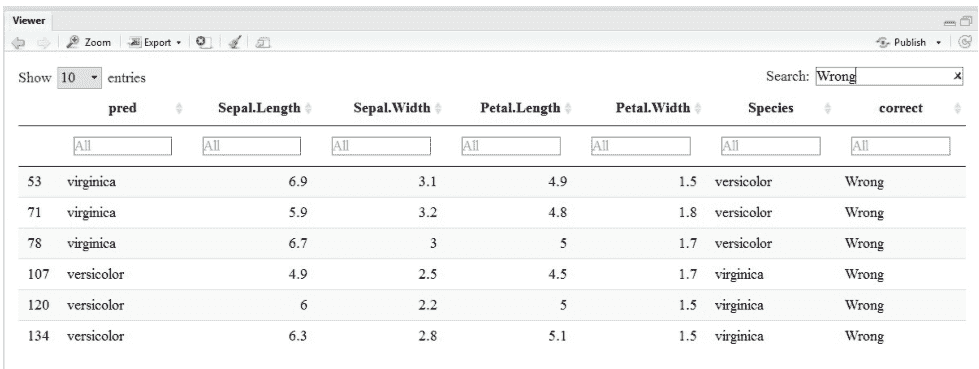 Viewer
Zoom Export Publish
Show 10 entries Search: Wrong x
pred Sepal.Length Sepal.Width Petal.Length Petal.Width Species correct
All All All All All All All
53 virginica 6.9 3.1 4.9 1.5 versicolor Wrong
71 virginica 5.9 3.2 4.8 1.8 versicolor Wrong
78 virginica 6.7 3 5 1.7 versicolor Wrong
107 versicolor 4.9 2.5 4.5 1.7 virginica Wrong
120 versicolor 6 2.2 5 1.5 virginica Wrong
134 versicolor 6.3 2.8 5.1 1.5 virginica Wrong